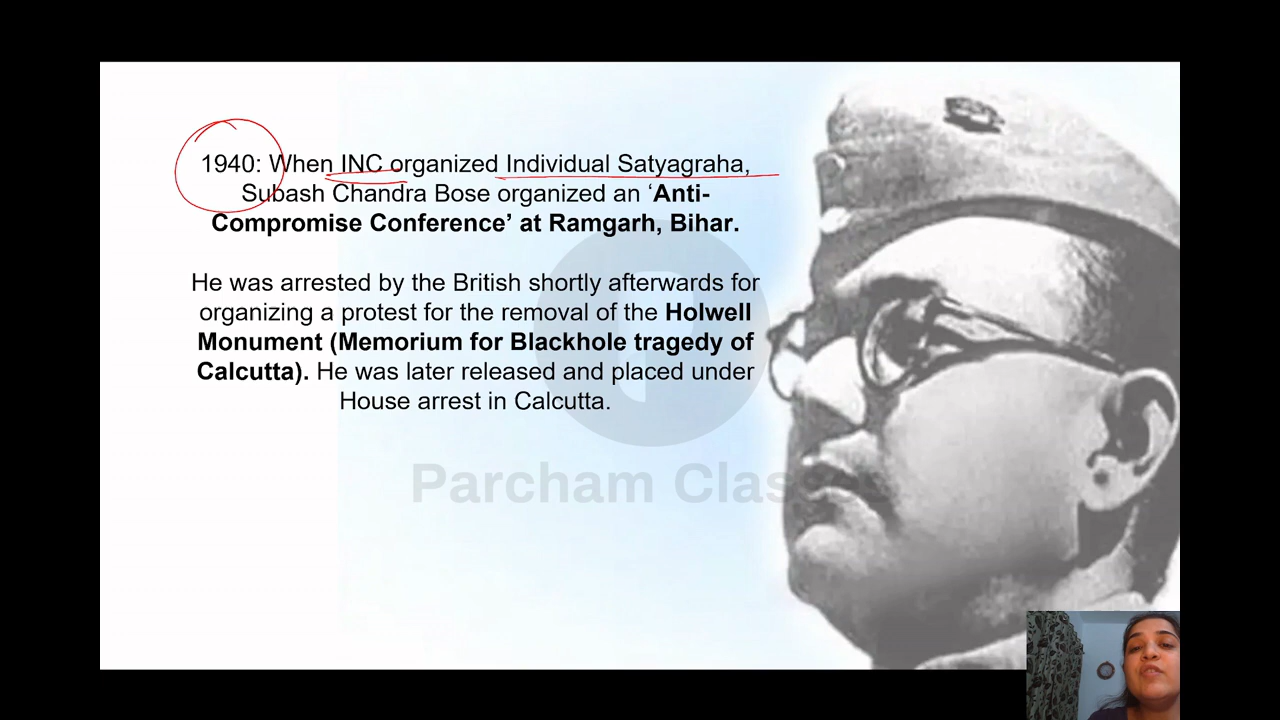 1940: When INC organized Individual Satyagraha,
Subash Chandra Bose organized an ‘Anti-
Compromise Conference’ at Ramgarh, Bihar.
He was arrested by the British shortly afterwards for
organizing a protest for the removal of the Holwell
Monument (Memorium for Blackhole tragedy of
Calcutta). He was later released and placed under
House arrest in Calcutta.
Parcham Clas